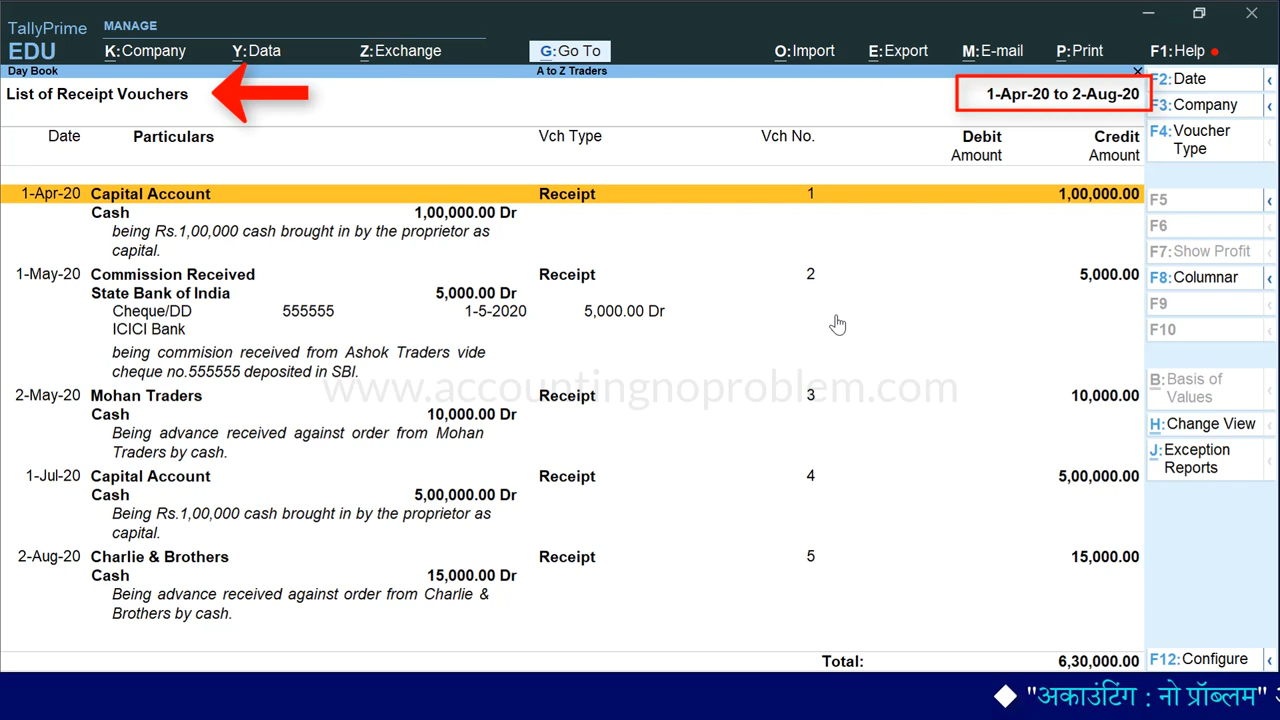 TallyPrime MANAGE
EDU K:Company Y:Data Z:Exchange G:Go To O:Import E:Export M:E-mail P:Print F1:Help
Day Book A to Z Traders
List of Receipt Vouchers 1-Apr-20 to 2-Aug-20
Date Particulars Vch Type Vch No. Debit Credit
Amount Amount
1-Apr-20 Capital Account Receipt 1 1,00,000.00
Cash 1,00,000.00 Dr
being Rs.1,00,000 cash brought in by the proprietor as
capital.
1-May-20 Commission Received Receipt 2 5,000.00
State Bank of India 5,000.00 Dr
Cheque/DD 555555 1-5-2020 5,000.00 Dr
ICICI Bank
being commision received from Ashok Traders vide
cheque no.555555 deposited in SBI.
www.accountingnoproblem.com
2-May-20 Mohan Traders Receipt 3 10,000.00
Cash 10,000.00 Dr
Being advance received against order from Mohan
Traders by cash.
1-Jul-20 Capital Account Receipt 4 5,00,000.00
Cash 5,00,000.00 Dr
Being Rs.1,00,000 cash brought in by the proprietor as
capital.
2-Aug-20 Charlie & Brothers Receipt 5 15,000.00
Cash 15,000.00 Dr
Being advance received against order from Charlie &
Brothers by cash.
Total: 6,30,000.00
F2:Date
F3:Company
F4:Voucher
Type
F5
F6
F7:Show Profit
F8:Columnar
F9
F10
B:Basis of
Values
H:Change View
J:Exception
Reports
F12:Configure
"अकाउंटिंग : नो प्रॉब्लम"